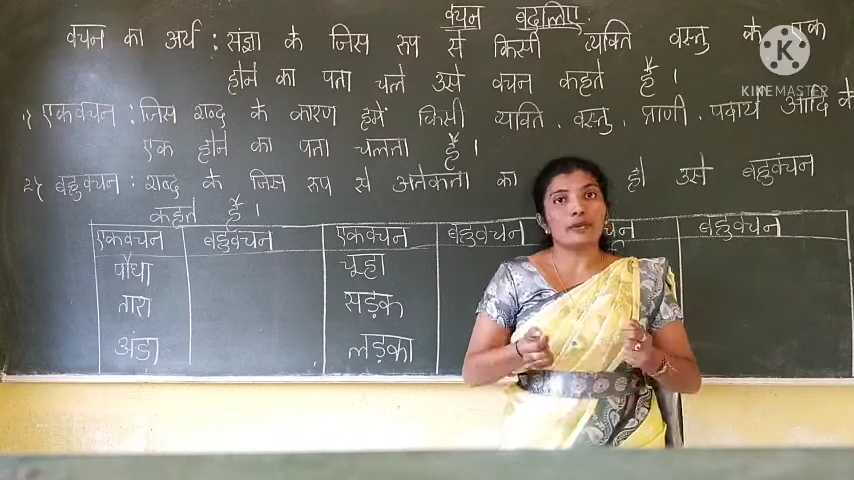 वचन बदलिए.
वचन का अर्थ : संज्ञा के जिस रूप से किसी व्यक्ति वस्तु के एक
होने का पता चले उसे वचन कहते हैं ।
1) एकवचन : जिस शब्द के कारण हमें किसी व्यक्ति, वस्तु, प्राणी, पदार्थ आदि के
एक होने का पता चलता है ।
2) बहुवचन : शब्द के जिस रूप से अनेकता का हो उसे बहुवचन
कहते हैं ।
एकवचन बहुवचन एकवचन बहुवचन चन बहुवचन
पौधा चूहा
तारा सड़क
अंडा लड़का
KINEMASTER